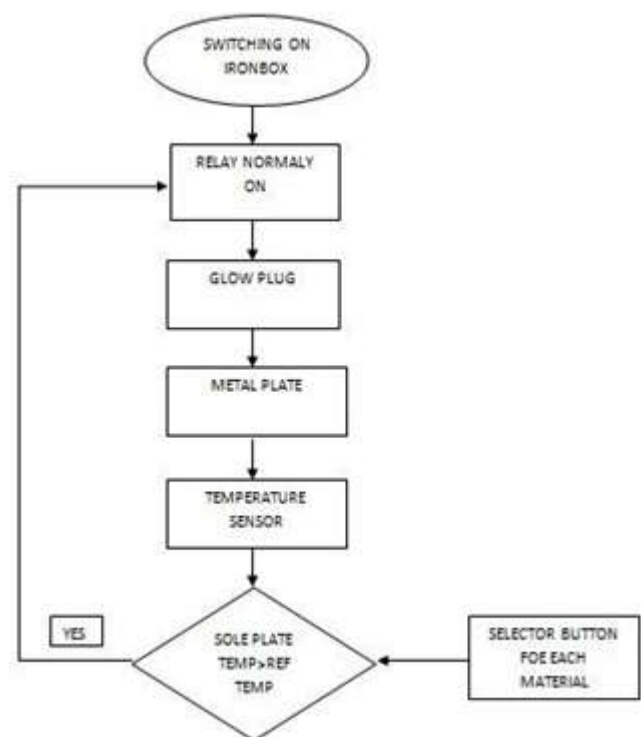 SWITCHING ON
IRONBOX
RELAY NORMALY
ON
GLOW PLUG
METAL PLATE
TEMPERATURE
SENSOR
YES
SOLE PLATE
TEMP>REF
TEMP
SELECTOR BUTTON
FOE EACH
MATERIAL